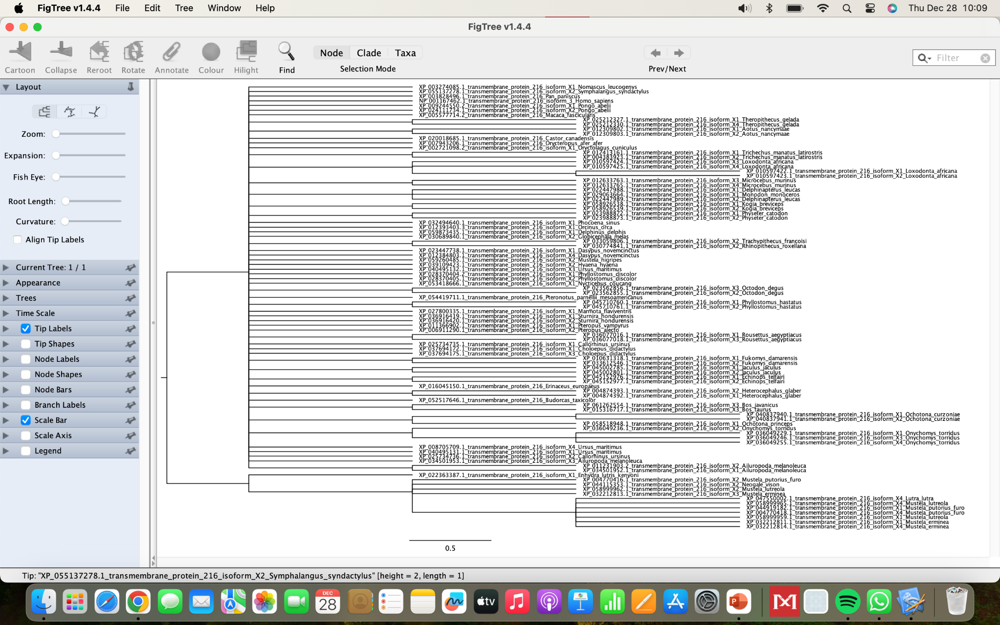 FigTree v1.4.4 File Edit Tree Window Help Thu Dec 28 10:09
FigTree v1.4.4
Cartoon Collapse Reroot Rotate Annotate Colour Hilight Find
Node Clade Taxa
Selection Mode
Prev/Next
Filter
Layout
Zoom:
Expansion:
Fish Eye:
Root Length:
Curvature:
Align Tip Labels
Current Tree: 1 / 1
Appearance
Trees
Time Scale
Tip Labels
Tip Shapes
Node Labels
Node Shapes
Node Bars
Branch Labels
Scale Bar
Scale Axis
Legend
XP_003274085.1_transmembrane_protein_216_isoform_X1_Nomascus_leucogenys
XP_055137278.1_transmembrane_protein_216_isoform_X2_Symphalangus_syndactylus
XP_003828496.1_transmembrane_protein_216_Pan_paniscus
NP_001167462.1_transmembrane_protein_216_isoform_3_Homo_sapiens
XP_009244550.2_transmembrane_protein_216_isoform_X1_Pongo_abelii
XP_024111734.1_transmembrane_protein_216_isoform_X2_Pongo_abelii
XP_005577714.2_transmembrane_protein_216_Macaca_fascicularis
XP_025212327.1_transmembrane_protein_216_isoform_X1_Theropithecus_gelada
XP_025212330.1_transmembrane_protein_216_isoform_X4_Theropithecus_gelada
XP_012309802.1_transmembrane_protein_216_isoform_X1_Aotus_nancymaae
XP_012309803.1_transmembrane_protein_216_isoform_X2_Aotus_nancymaae
XP_020018685.1_transmembrane_protein_216_Castor_canadensis
XP_007943206.1_transmembrane_protein_216_Orycteropus_afer_afer
XP_002721098.2_transmembrane_protein_216_isoform_X1_Oryctolagus_cuniculus
XP_012413161.1_transmembrane_protein_216_isoform_X1_Trichechus_manatus_latirostris
XP_004383923.1_transmembrane_protein_216_isoform_X2_Trichechus_manatus_latirostris
XP_010597424.1_transmembrane_protein_216_isoform_X3_Loxodonta_africana
XP_010597425.1_transmembrane_protein_216_isoform_X4_Loxodonta_africana
XP_010597422.1_transmembrane_protein_216_isoform_X1_Loxodonta_africana
XP_010597423.1_transmembrane_protein_216_isoform_X2_Loxodonta_africana
XP_012633763.1_transmembrane_protein_216_isoform_X3_Microcebus_murinus
XP_012633765.1_transmembrane_protein_216_isoform_X4_Microcebus_murinus
XP_022447988.1_transmembrane_protein_216_isoform_X1_Delphinapterus_leucas
XP_029063664.1_transmembrane_protein_216_isoform_X1_Monodon_monoceros
XP_022447989.1_transmembrane_protein_216_isoform_X2_Delphinapterus_leucas
XP_058926538.1_transmembrane_protein_216_isoform_X1_Kogia_breviceps
XP_058926539.1_transmembrane_protein_216_isoform_X2_Kogia_breviceps
XP_023988872.1_transmembrane_protein_216_isoform_X1_Physeter_catodon
XP_023988873.1_transmembrane_protein_216_isoform_X2_Physeter_catodon
XP_032494640.1_transmembrane_protein_216_isoform_X1_Phocoena_sinus
XP_012393403.3_transmembrane_protein_216_isoform_X1_Orcinus_orca
XP_059873435.1_transmembrane_protein_216_isoform_X1_Delphinus_delphis
XP_030689840.1_transmembrane_protein_216_isoform_X2_Globicephala_melas
XP_033059806.1_transmembrane_protein_216_isoform_X2_Trachypithecus_francoisi
XP_030774841.1_transmembrane_protein_216_isoform_X2_Rhinopithecus_roxellana
XP_023447738.1_transmembrane_protein_216_isoform_X1_Dasypus_novemcinctus
XP_012384803.1_transmembrane_protein_216_isoform_X4_Dasypus_novemcinctus
XP_059260485.1_transmembrane_protein_216_isoform_X2_Mustela_nigripes
XP_039109423.1_transmembrane_protein_216_isoform_X2_Hyaena_hyaena
XP_040495132.1_transmembrane_protein_216_isoform_X3_Ursus_maritimus
XP_028370404.2_transmembrane_protein_216_isoform_X1_Phyllostomus_discolor
XP_028370405.1_transmembrane_protein_216_isoform_X2_Phyllostomus_discolor
XP_053418666.1_transmembrane_protein_216_isoform_X1_Nycticebus_coucang
XP_023562856.1_transmembrane_protein_216_isoform_X3_Octodon_degus
XP_023562855.1_transmembrane_protein_216_isoform_X2_Octodon_degus
XP_054419711.1_transmembrane_protein_216_Pteronotus_parnellii_mesoamericanus
XP_045710760.1_transmembrane_protein_216_isoform_X1_Phyllostomus_hastatus
XP_045710761.1_transmembrane_protein_216_isoform_X2_Phyllostomus_hastatus
XP_027800335.1_transmembrane_protein_216_isoform_X1_Marmota_flaviventris
XP_036916419.1_transmembrane_protein_216_isoform_X1_Sturnira_hondurensis
XP_036916420.1_transmembrane_protein_216_isoform_X2_Sturnira_hondurensis
XP_011366902.1_transmembrane_protein_216_isoform_X1_Pteropus_vampyrus
XP_006911290.1_transmembrane_protein_216_isoform_X2_Pteropus_alecto
XP_036077016.1_transmembrane_protein_216_isoform_X1_Rousettus_aegyptiacus
XP_036077018.1_transmembrane_protein_216_isoform_X3_Rousettus_aegyptiacus
XP_025734735.1_transmembrane_protein_216_isoform_X1_Callorhinus_ursinus
XP_037694172.1_transmembrane_protein_216_isoform_X1_Choloepus_didactylus
XP_037694175.1_transmembrane_protein_216_isoform_X3_Choloepus_didactylus
XP_010631318.1_transmembrane_protein_216_isoform_X1_Fukomys_damarensis
XP_033612546.1_transmembrane_protein_216_isoform_X2_Fukomys_damarensis
XP_045002785.1_transmembrane_protein_216_isoform_X1_Jaculus_jaculus
XP_045002801.1_transmembrane_protein_216_isoform_X2_Jaculus_jaculus
XP_045152976.1_transmembrane_protein_216_isoform_X1_Echinops_telfairi
XP_045152977.1_transmembrane_protein_216_isoform_X2_Echinops_telfairi
XP_016045150.1_transmembrane_protein_216_Erinaceus_europaeus
XP_004874393.1_transmembrane_protein_216_isoform_X2_Heterocephalus_glaber
XP_004874392.1_transmembrane_protein_216_isoform_X1_Heterocephalus_glaber
XP_052517646.1_transmembrane_protein_216_Budorcas_taxicolor
XP_061262554.1_transmembrane_protein_216_isoform_X3_Bos_javanicus
XP_015316717.1_transmembrane_protein_216_isoform_X3_Bos_taurus
XP_040837940.1_transmembrane_protein_216_isoform_X1_Ochotona_curzoniae
XP_040837941.1_transmembrane_protein_216_isoform_X2_Ochotona_curzoniae
XP_058518948.1_transmembrane_protein_216_isoform_X1_Ochotona_princeps
XP_036049236.1_transmembrane_protein_216_isoform_X2_Onychomys_torridus
XP_036049229.1_transmembrane_protein_216_isoform_X1_Onychomys_torridus
XP_036049246.1_transmembrane_protein_216_isoform_X3_Onychomys_torridus
XP_036049255.1_transmembrane_protein_216_isoform_X4_Onychomys_torridus
XP_008705709.1_transmembrane_protein_216_isoform_X4_Ursus_maritimus
XP_040495131.1_transmembrane_protein_216_isoform_X1_Ursus_maritimus
XP_025734736.1_transmembrane_protein_216_isoform_X2_Callorhinus_ursinus
XP_034501953.1_transmembrane_protein_216_isoform_X3_Ailuropoda_melanoleuca
XP_011231903.2_transmembrane_protein_216_isoform_X2_Ailuropoda_melanoleuca
XP_034501952.1_transmembrane_protein_216_isoform_X1_Ailuropoda_melanoleuca
XP_022363387.1_transmembrane_protein_216_isoform_X1_Enhydra_lutris_kenyoni
XP_004770416.1_transmembrane_protein_216_isoform_X2_Mustela_putorius_furo
XP_044115353.1_transmembrane_protein_216_isoform_X2_Neogale_vison
XP_058999962.1_transmembrane_protein_216_isoform_X2_Mustela_lutreola
XP_032212813.1_transmembrane_protein_216_isoform_X3_Mustela_erminea
XP_047550002.1_transmembrane_protein_216_isoform_X4_Lutra_lutra
XP_058999965.1_transmembrane_protein_216_isoform_X4_Mustela_lutreola
XP_044919182.1_transmembrane_protein_216_isoform_X1_Mustela_putorius_furo
XP_004770418.1_transmembrane_protein_216_isoform_X4_Mustela_putorius_furo
XP_058999959.1_transmembrane_protein_216_isoform_X1_Mustela_lutreola
XP_032212811.1_transmembrane_protein_216_isoform_X1_Mustela_erminea
XP_032212814.1_transmembrane_protein_216_isoform_X4_Mustela_erminea
0.5
Tip: "XP_055137278.1_transmembrane_protein_216_isoform_X2_Symphalangus_syndactylus" [height = 2, length = 1]
DEC
28
tv
P
M